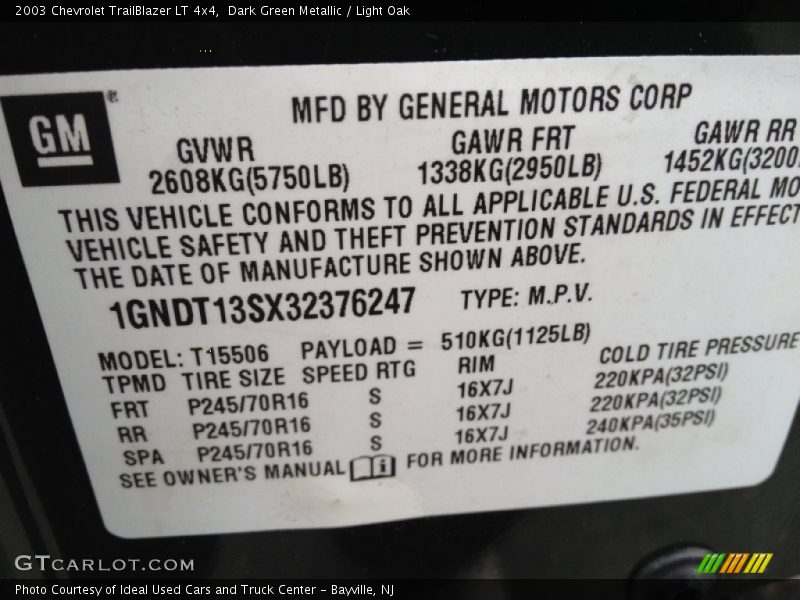 2003 Chevrolet TrailBlazer LT 4x4, Dark Green Metallic / Light Oak
GM ®
MFD BY GENERAL MOTORS CORP
GVWR GAWR FRT GAWR RR
2608KG(5750LB) 1338KG(2950LB) 1452KG(3200
THIS VEHICLE CONFORMS TO ALL APPLICABLE U.S. FEDERAL MO
VEHICLE SAFETY AND THEFT PREVENTION STANDARDS IN EFFECT
THE DATE OF MANUFACTURE SHOWN ABOVE.
1GNDT13SX32376247 TYPE: M.P.V.
MODEL: T15506 PAYLOAD = 510KG(1125LB)
TPMD TIRE SIZE SPEED RTG RIM COLD TIRE PRESSURE
FRT P245/70R16 S 16X7J 220KPA(32PSI)
RR P245/70R16 S 16X7J 220KPA(32PSI)
SPA P245/70R16 S 16X7J 240KPA(35PSI)
SEE OWNER'S MANUAL i FOR MORE INFORMATION.
GTCARLOT.COM
Photo Courtesy of Ideal Used Cars and Truck Center - Bayville, NJ